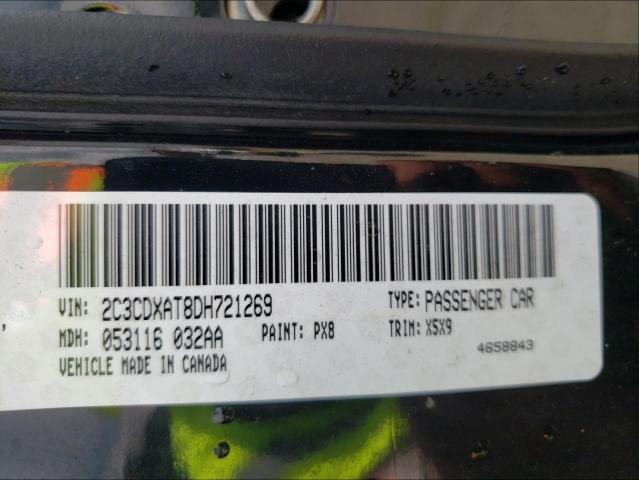 VIN: 2C3CDXAT8DH721269 TYPE: PASSENGER CAR
MDH: 053116 032AA PAINT: PX8 TRIM: X5X9
VEHICLE MADE IN CANADA 4658843